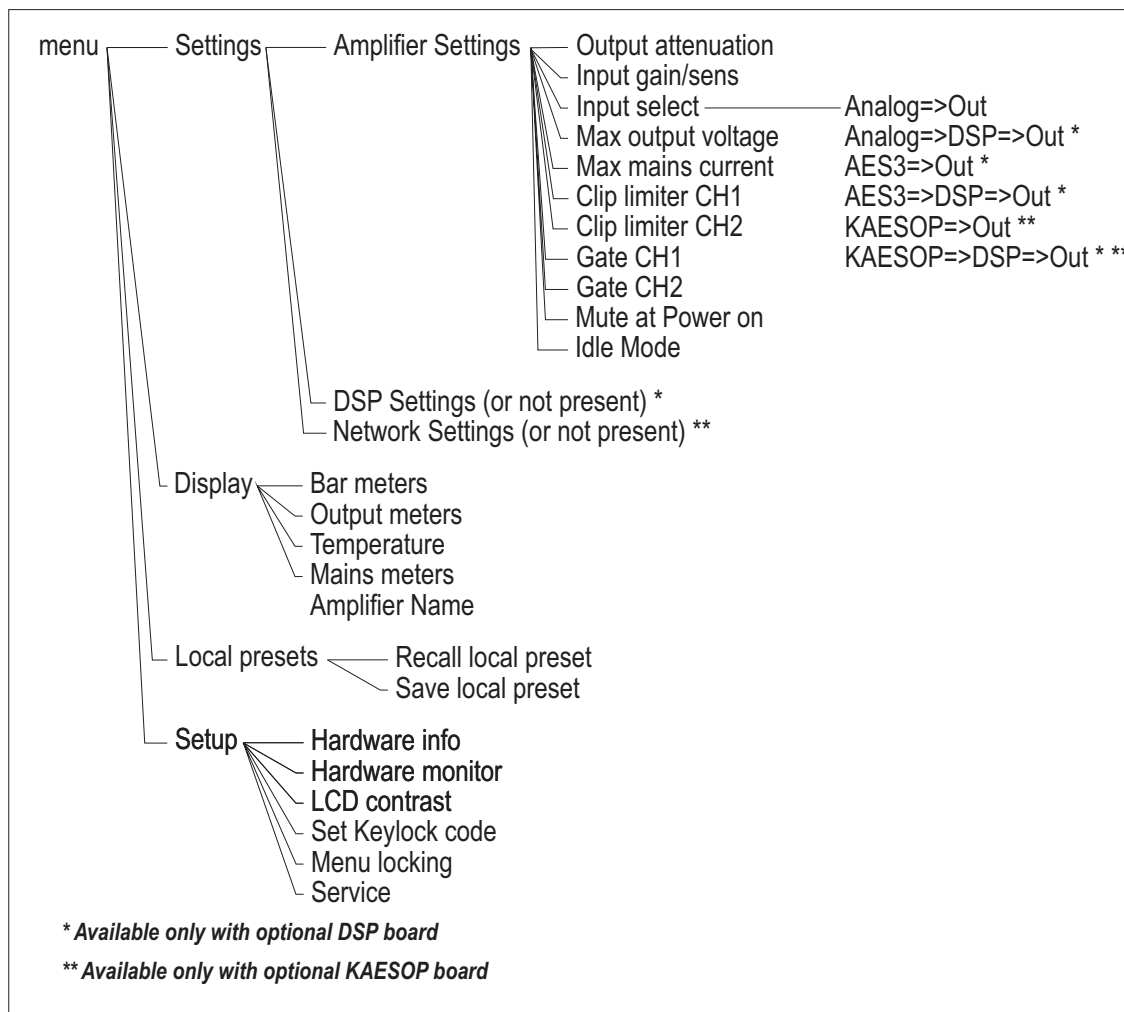 menu Settings Amplifier Settings Output attenuation
Input gain/sens
Input select Analog=>Out
Max output voltage Analog=>DSP=>Out *
Max mains current AES3=>Out *
Clip limiter CH1 AES3=>DSP=>Out *
Clip limiter CH2 KAESOP=>Out **
Gate CH1 KAESOP=>DSP=>Out * **
Gate CH2
Mute at Power on
Idle Mode
DSP Settings (or not present) *
Network Settings (or not present) **
Display Bar meters
Output meters
Temperature
Mains meters
Amplifier Name
Local presets Recall local preset
Save local preset
Setup Hardware info
Hardware monitor
LCD contrast
Set Keylock code
Menu locking
Service
* Available only with optional DSP board
** Available only with optional KAESOP board